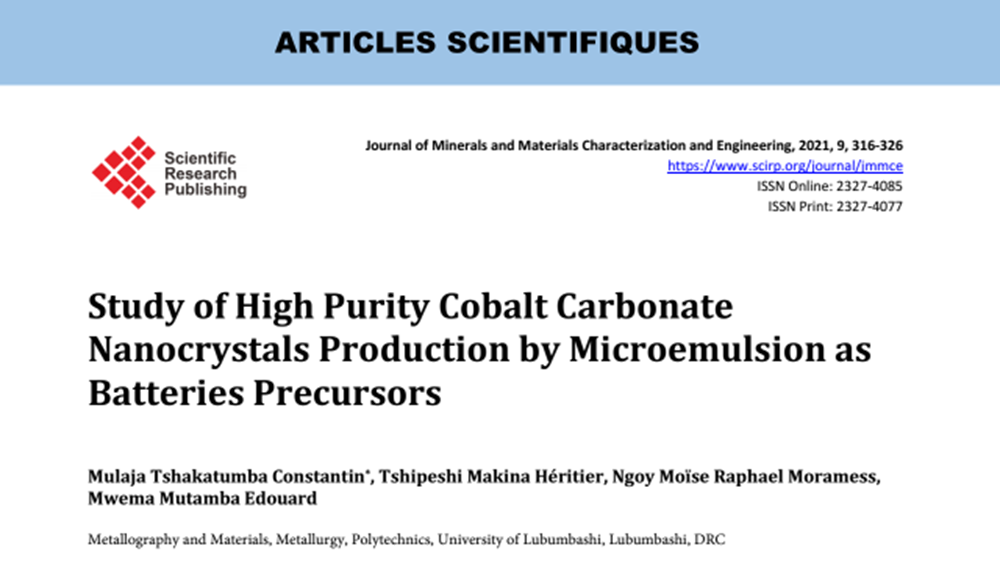 ARTICLES SCIENTIFIQUES
Scientific
Research
Publishing
Journal of Minerals and Materials Characterization and Engineering, 2021, 9, 316-326
https://www.scirp.org/journal/jmmce
ISSN Online: 2327-4085
ISSN Print: 2327-4077
Study of High Purity Cobalt Carbonate
Nanocrystals Production by Microemulsion as
Batteries Precursors
Mulaja Tshakatumba Constantin*, Tshipeshi Makina Héritier, Ngoy Moïse Raphael Moramess,
Mwema Mutamba Edouard
Metallography and Materials, Metallurgy, Polytechnics, University of Lubumbashi, Lubumbashi, DRC